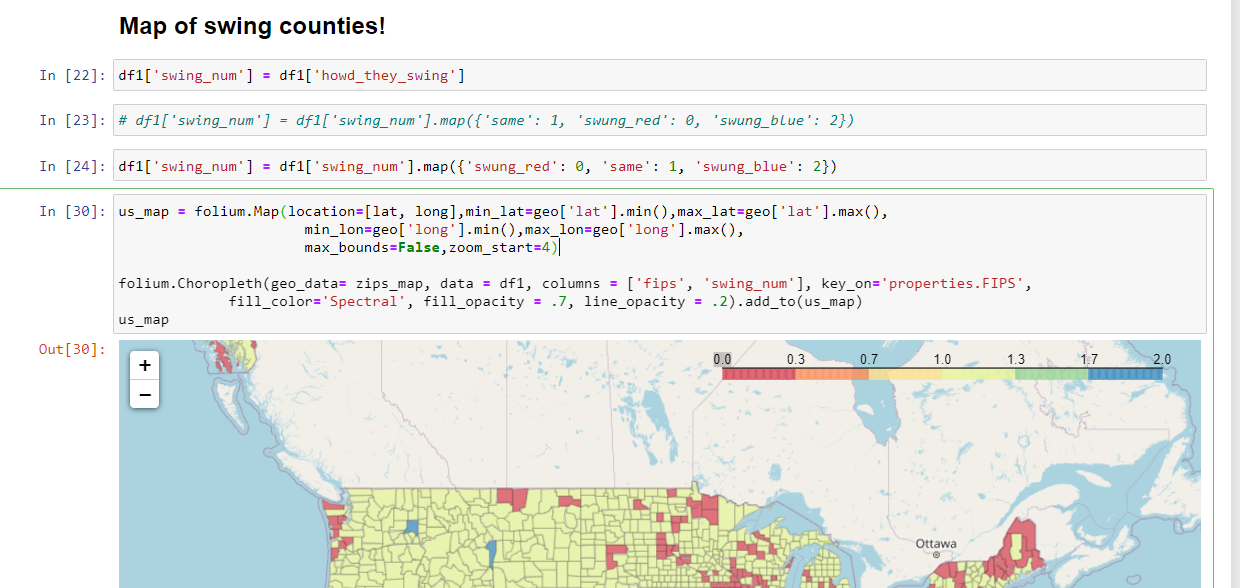 Map of swing counties!
In [22]: df1['swing_num'] = df1['howd_they_swing']
In [23]: # df1['swing_num'] = df1['swing_num'].map({'same': 1, 'swung_red': 0, 'swung_blue': 2})
In [24]: df1['swing_num'] = df1['swing_num'].map({'swung_red': 0, 'same': 1, 'swung_blue': 2})
In [30]: us_map = folium.Map(location=[lat, long],min_lat=geo['lat'].min(),max_lat=geo['lat'].max(),
min_lon=geo['long'].min(),max_lon=geo['long'].max(),
max_bounds=False,zoom_start=4)
folium.Choropleth(geo_data= zips_map, data = df1, columns = ['fips', 'swing_num'], key_on='properties.FIPS',
fill_color='Spectral', fill_opacity = .7, line_opacity = .2).add_to(us_map)
us_map
Out[30]:
+
−
0.0 0.3 0.7 1.0 1.3 1.7 2.0
Ottawa